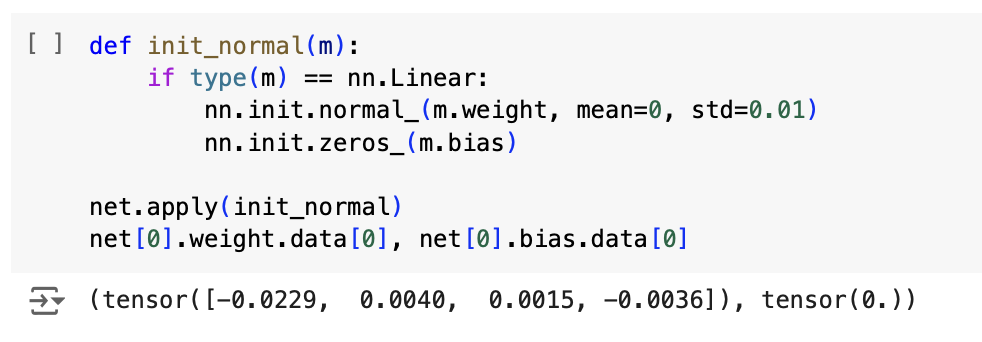 [ ] def init_normal(m):
    if type(m) == nn.Linear:
        nn.init.normal_(m.weight, mean=0, std=0.01)
        nn.init.zeros_(m.bias)

net.apply(init_normal)
net[0].weight.data[0], net[0].bias.data[0]
(tensor([-0.0229,  0.0040,  0.0015, -0.0036]), tensor(0.))